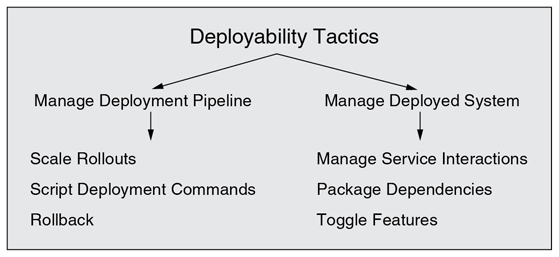 Deployability Tactics
Manage Deployment Pipeline
Scale Rollouts
Script Deployment Commands
Rollback
Manage Deployed System
Manage Service Interactions
Package Dependencies
Toggle Features